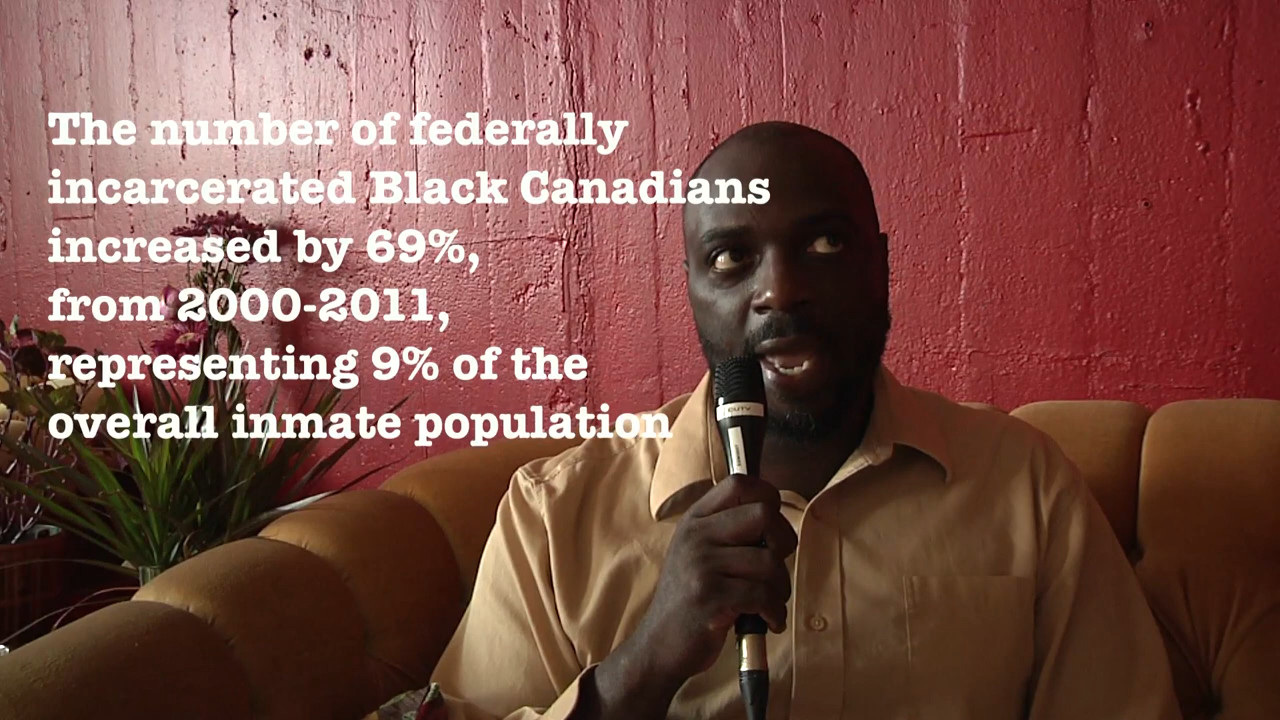 The number of federally
incarcerated Black Canadians
increased by 69%,
from 2000-2011,
representing 9% of the
overall inmate population
CUTV